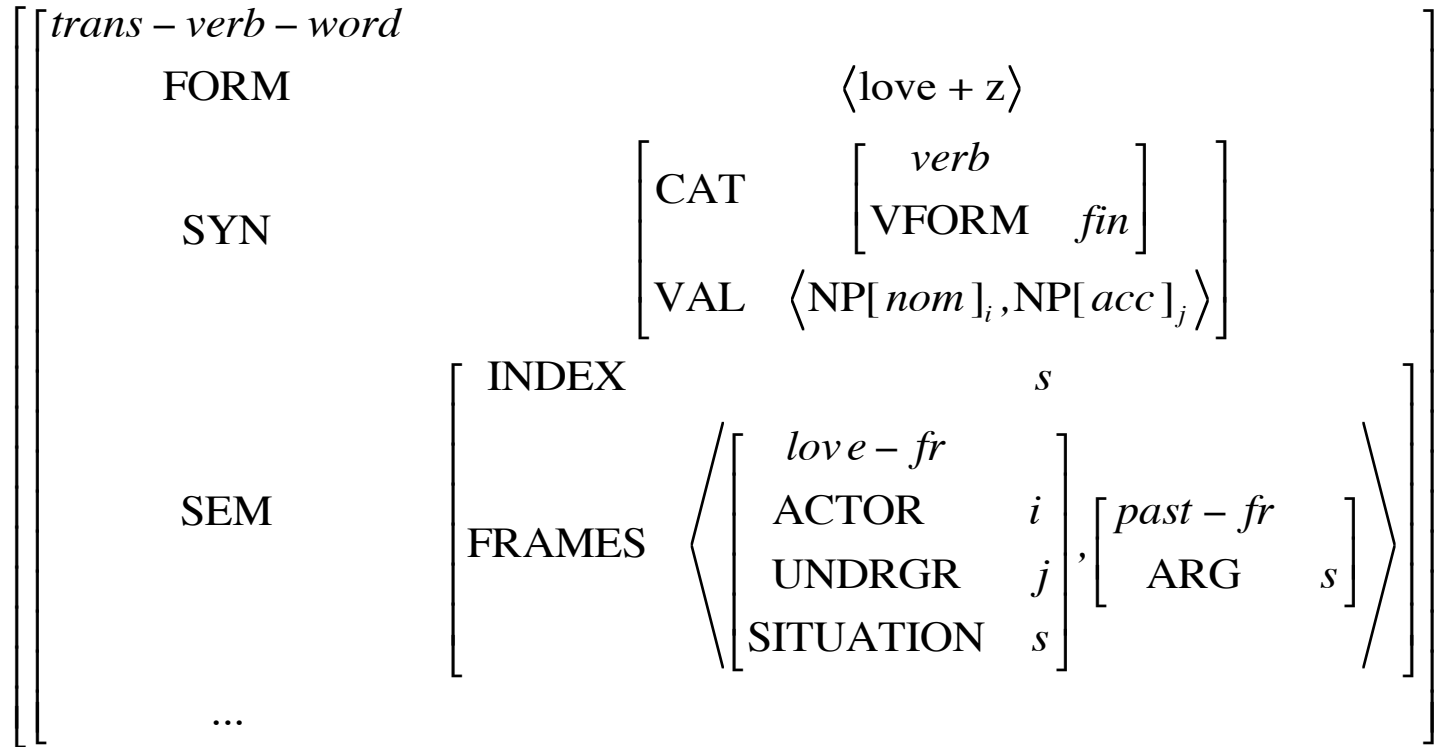 trans – verb – word
FORM ⟨love + z⟩
SYN
CAT
verb
VFORM fin
VAL ⟨NP[nom]ᵢ,NP[acc]ⱼ⟩
SEM
INDEX s
FRAMES
love – fr
ACTOR i
UNDRGR j
SITUATION s
,
past – fr
ARG s
...